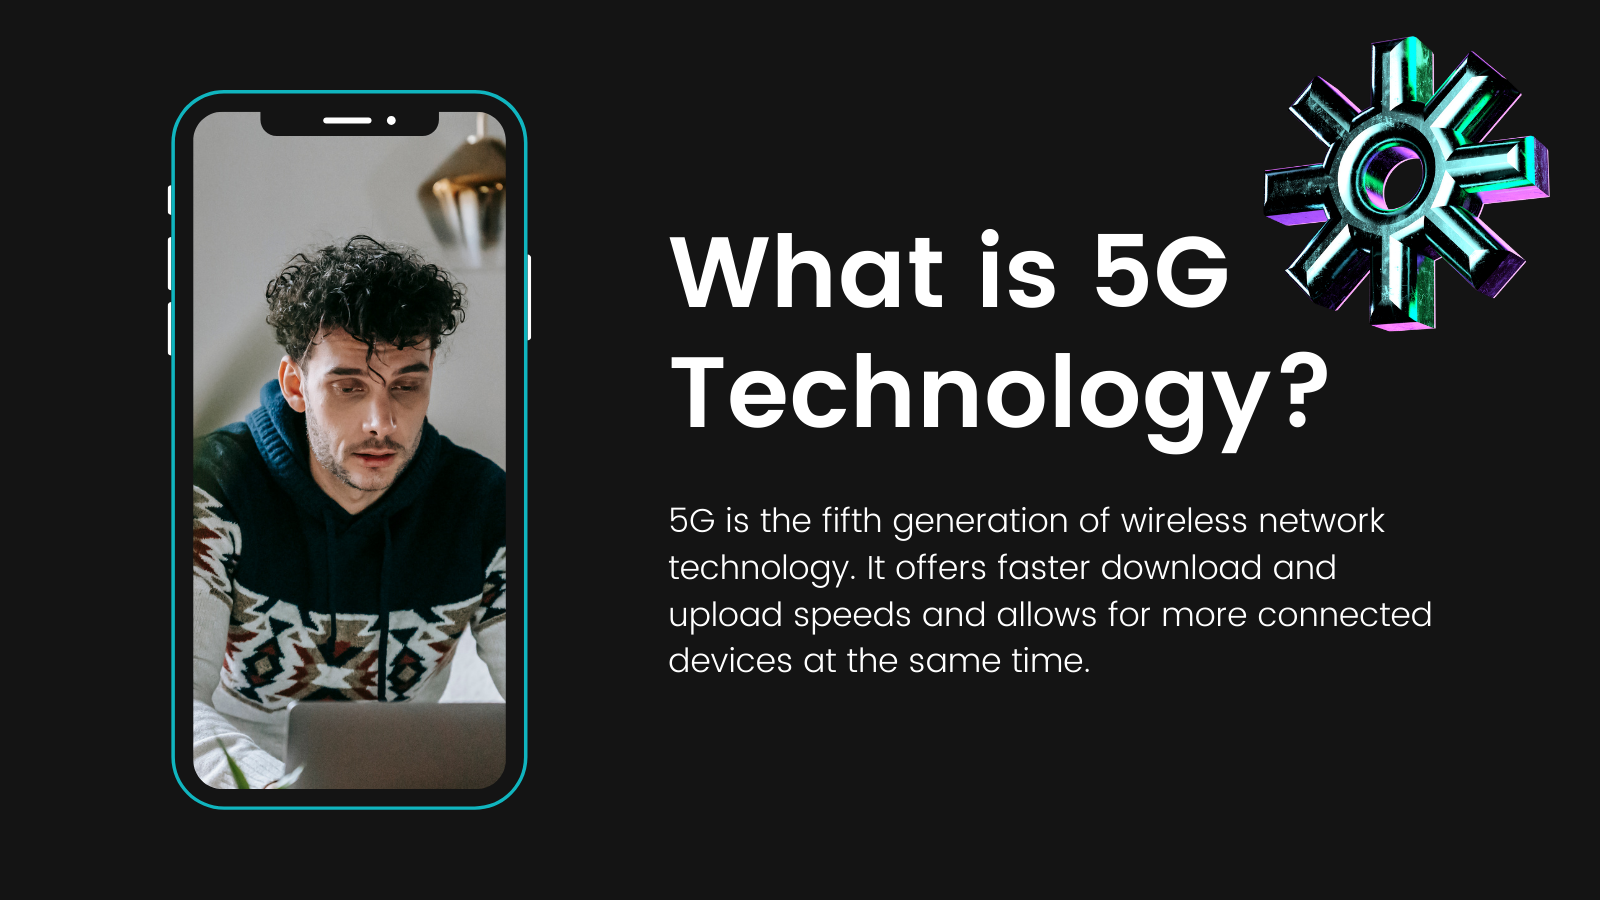 What is 5G
Technology?
5G is the fifth generation of wireless network
technology. It offers faster download and
upload speeds and allows for more connected
devices at the same time.